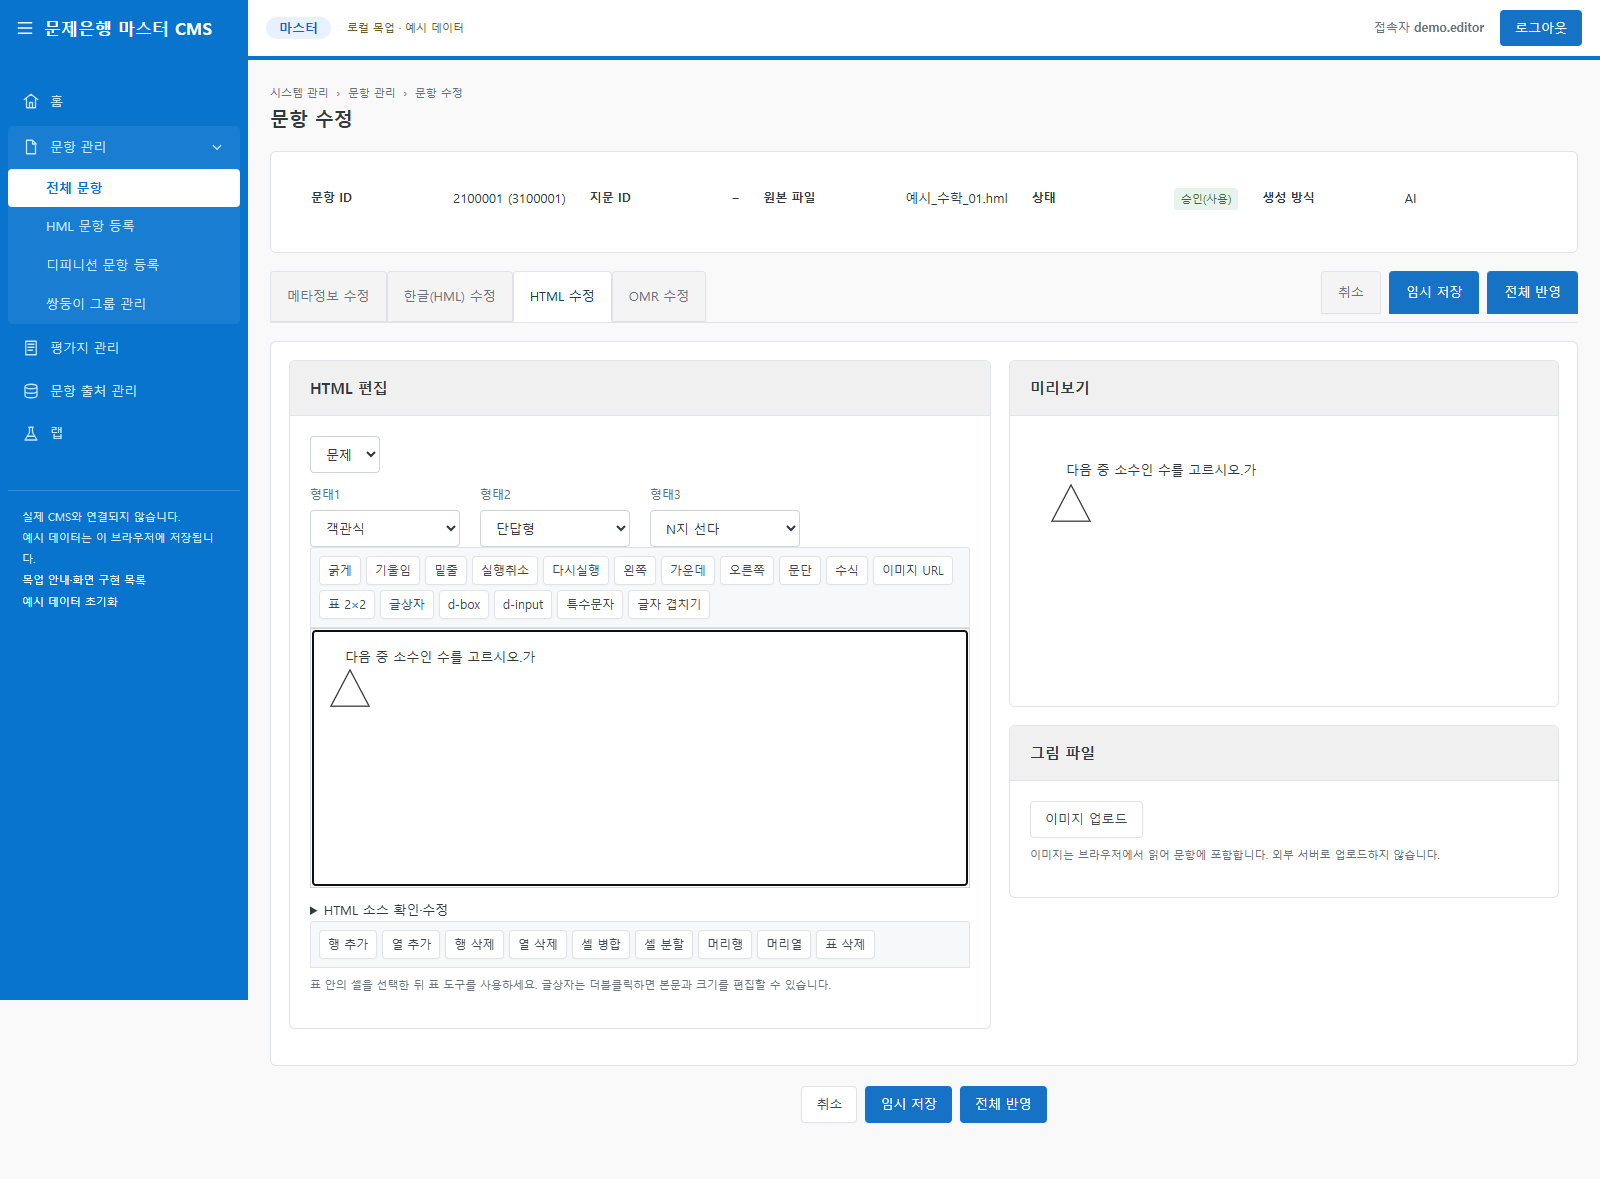 문제은행 마스터 CMS
마스터
로컬 목업 · 예시 데이터
접속자 demo.editor
로그아웃
홈
문항 관리
전체 문항
HML 문항 등록
디피니션 문항 등록
쌍둥이 그룹 관리
평가지 관리
문항 출처 관리
랩
실제 CMS와 연결되지 않습니다.
예시 데이터는 이 브라우저에 저장됩니
다.
목업 안내·화면 구현 목록
예시 데이터 초기화
시스템 관리 › 문항 관리 › 문항 수정
문항 수정
문항 ID 2100001 (3100001) 지문 ID – 원본 파일 예시_수학_01.hml 상태 승인(사용) 생성 방식 AI
메타정보 수정 한글(HML) 수정 HTML 수정 OMR 수정
취소 임시 저장 전체 반영
HTML 편집
문제
형태1 형태2 형태3
객관식 단답형 N지 선다
굵게 기울임 밑줄 실행취소 다시실행 왼쪽 가운데 오른쪽 문단 수식 이미지 URL
표 2×2 글상자 d-box d-input 특수문자 글자 겹치기
다음 중 소수인 수를 고르시오.가
HTML 소스 확인·수정
행 추가 열 추가 행 삭제 열 삭제 셀 병합 셀 분할 머리행 머리열 표 삭제
표 안의 셀을 선택한 뒤 표 도구를 사용하세요. 글상자는 더블클릭하면 본문과 크기를 편집할 수 있습니다.
미리보기
다음 중 소수인 수를 고르시오.가
그림 파일
이미지 업로드
이미지는 브라우저에서 읽어 문항에 포함합니다. 외부 서버로 업로드하지 않습니다.
취소 임시 저장 전체 반영